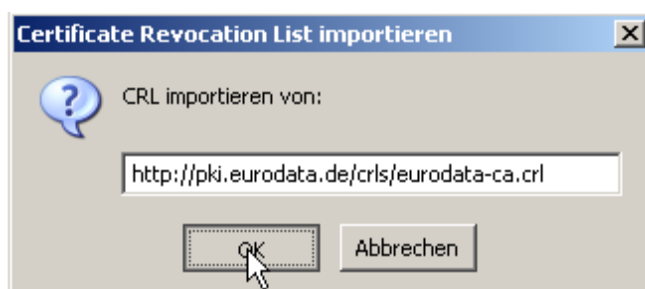 Certificate Revocation List importieren
CRL importieren von:
http://pki.eurodata.de/crls/eurodata-ca.crl
OK
Abbrechen